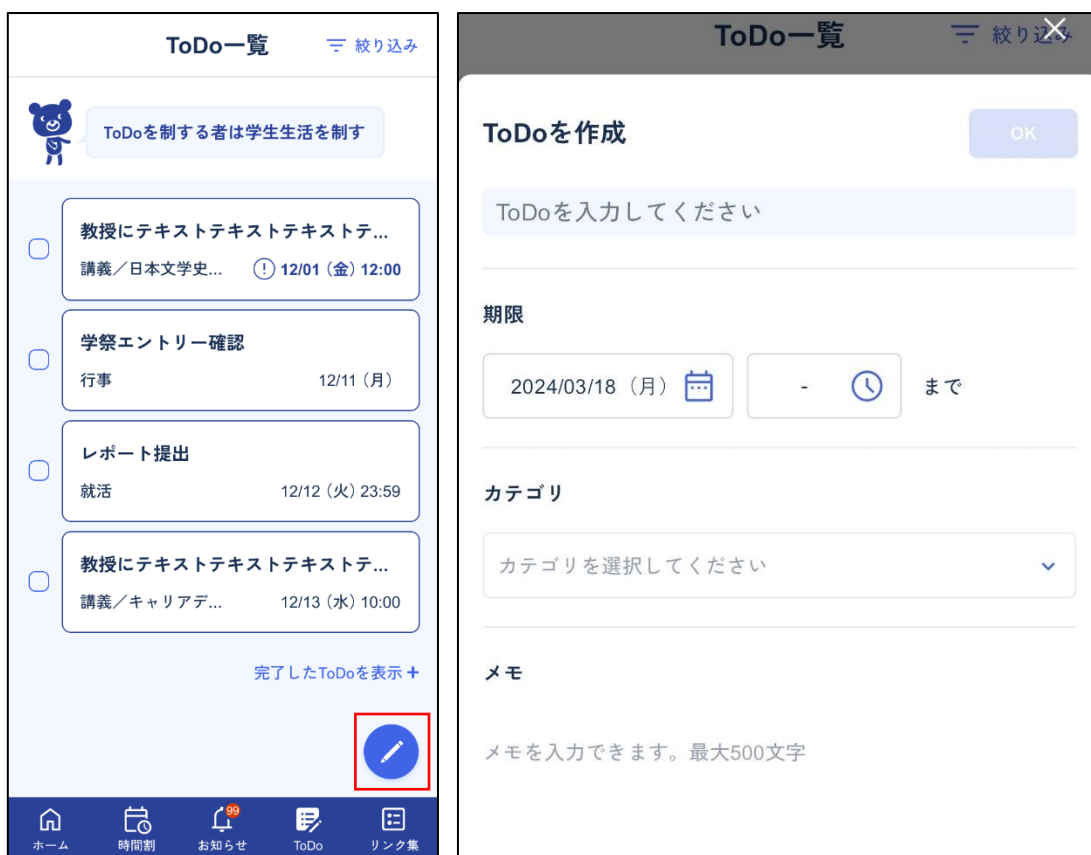 ToDo一覧
絞り込み
ToDoを制する者は学生生活を制す
教授にテキストテキストテキストテ...
講義／日本文学史... 12/01（金）12:00
学祭エントリー確認
行事 12/11（月）
レポート提出
就活 12/12（火）23:59
教授にテキストテキストテキストテ...
講義／キャリアデ... 12/13（水）10:00
完了したToDoを表示+
99
ホーム 時間割 お知らせ ToDo リンク集
ToDo一覧
絞り込み
ToDoを作成
OK
ToDoを入力してください
期限
2024/03/18（月） - まで
カテゴリ
カテゴリを選択してください
メモ
メモを入力できます。最大500文字